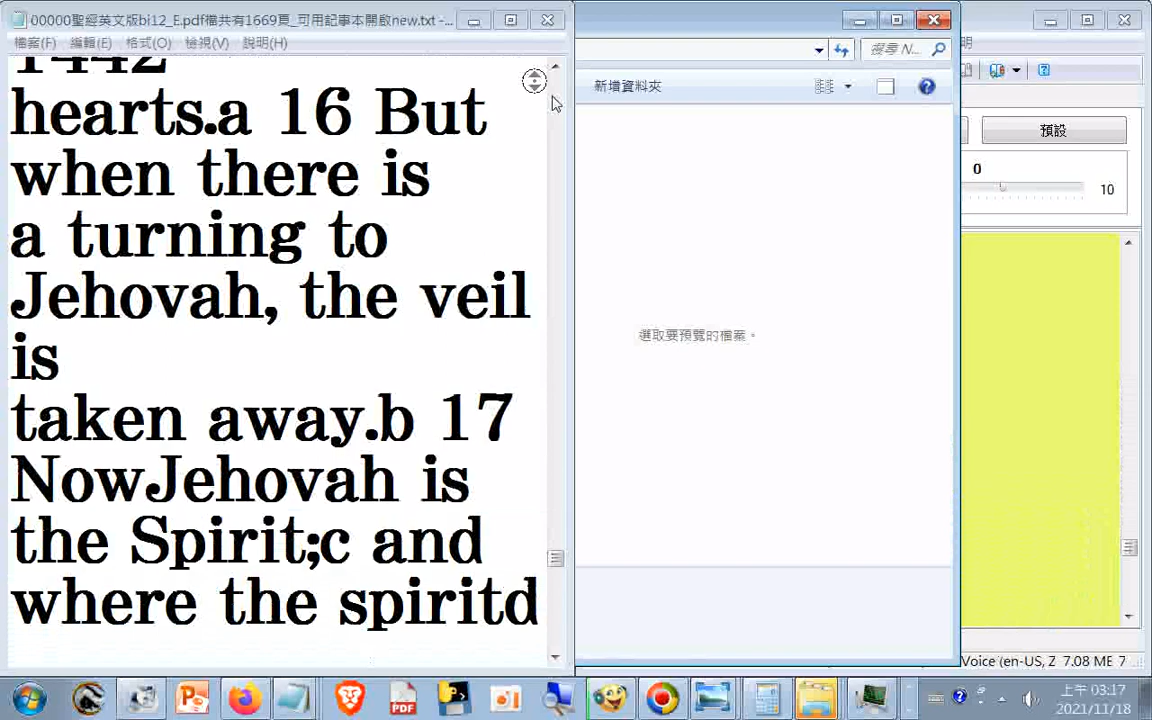 00000聖經英文版bi12_E.pdf檔共有1669頁_可用記事本開啟new.txt -...
檔案(F) 編輯(E) 格式(O) 檢視(V) 說明(H)
1442
hearts.a 16 But
when there is
a turning to
Jehovah, the veil
is
taken away.b 17
NowJehovah is
the Spirit;c and
where the spiritd
搜尋 N...
新增資料夾
選取要預覽的檔案。
明
預設
0
10
Voice (en-US, Z 7.08 ME 7
PDF
上午 03:17
2021/11/18